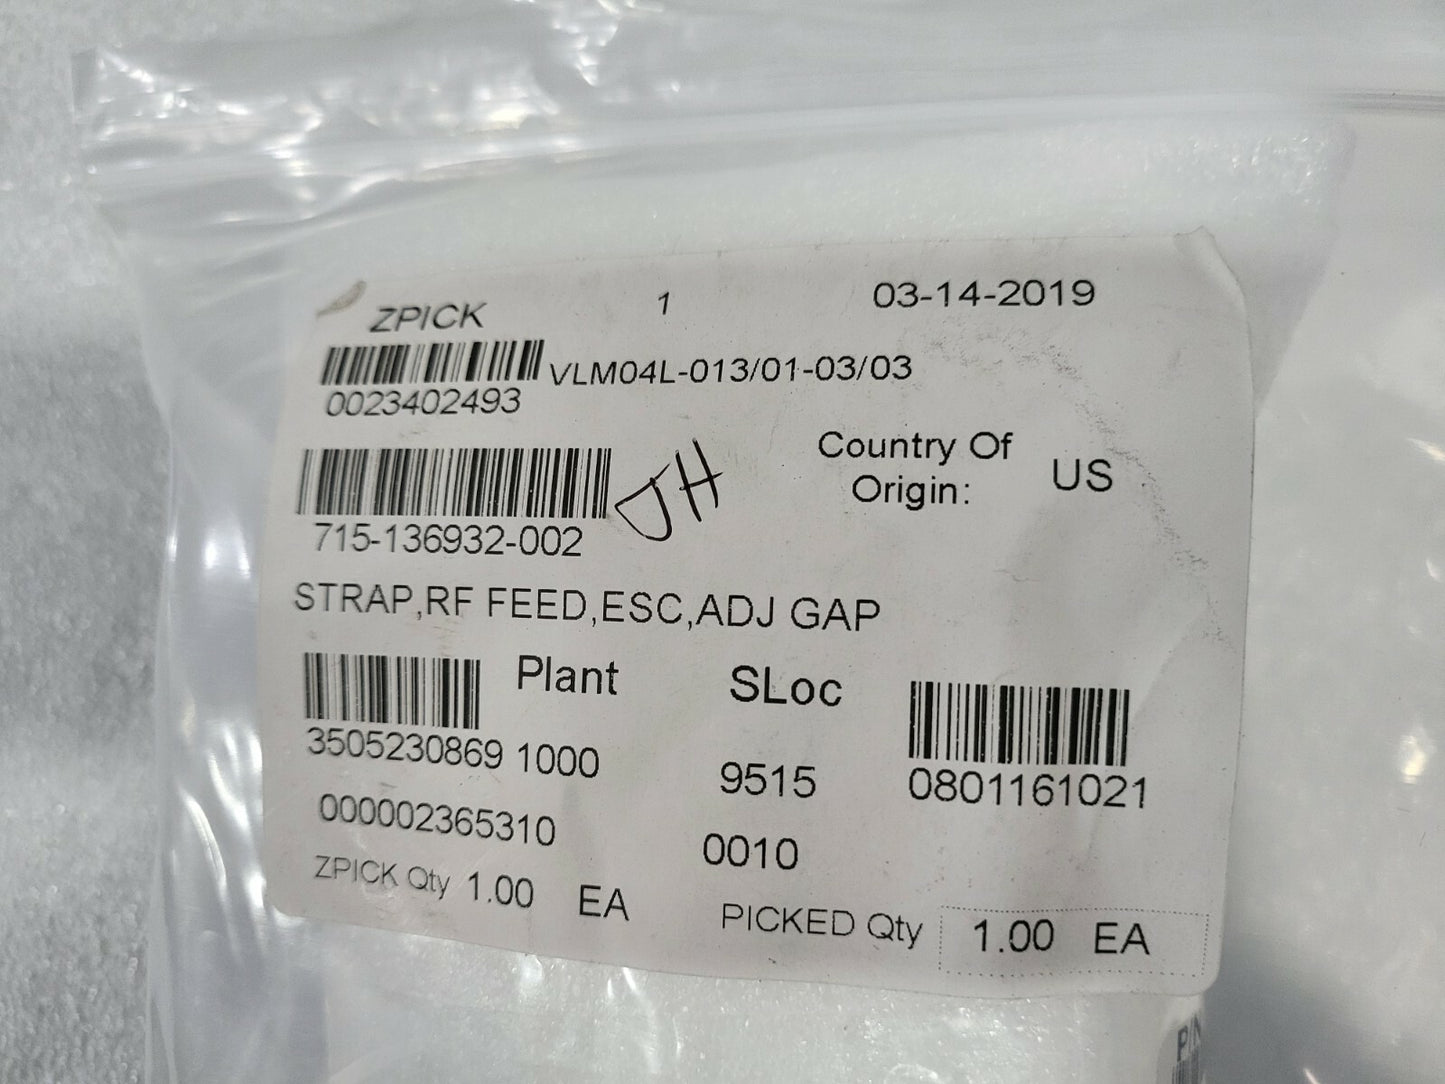 ZPICK 1 03-14-2019
VLM04L-013/01-03/03
0023402493
JH
Country Of
Origin: US
715-136932-002
STRAP,RF FEED,ESC,ADJ GAP
Plant SLoc
3505230869 1000 9515 0801161021
000002365310 0010
ZPICK Qty 1.00 EA PICKED Qty 1.00 EA
P/N